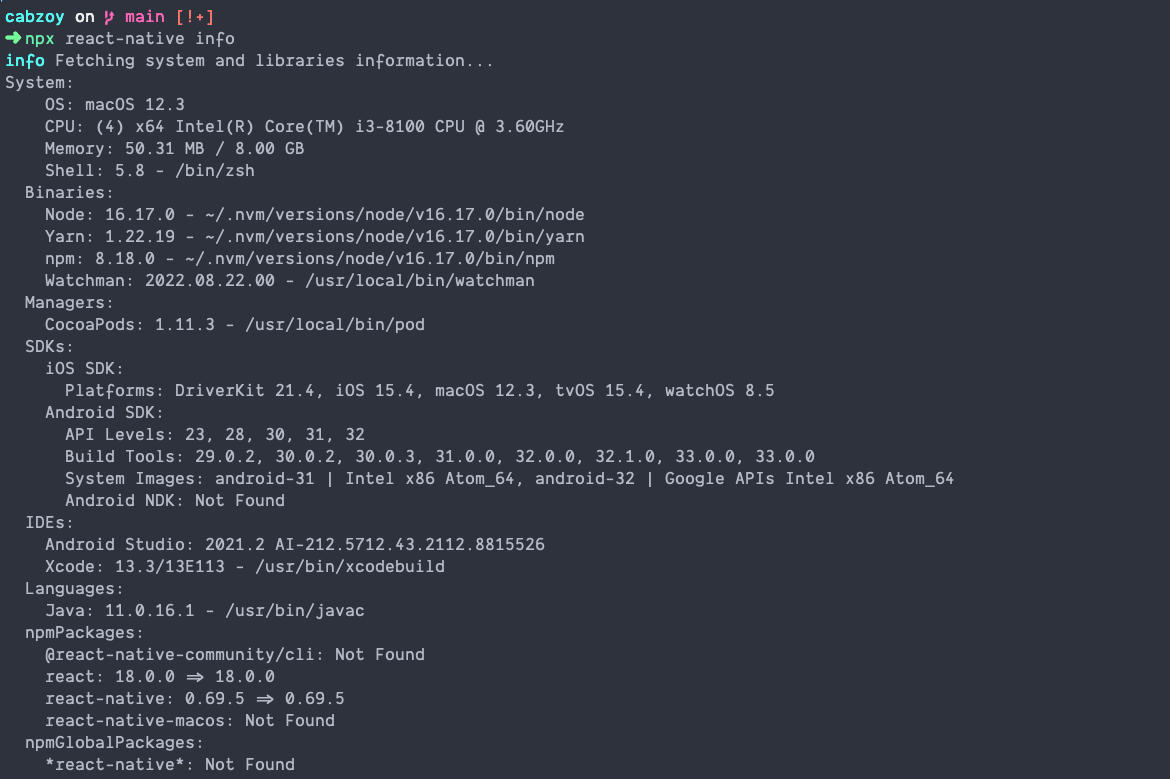 cabzoy on main [!+]
➜ npx react-native info
info Fetching system and libraries information...
System:
OS: macOS 12.3
CPU: (4) x64 Intel(R) Core(TM) i3-8100 CPU @ 3.60GHz
Memory: 50.31 MB / 8.00 GB
Shell: 5.8 - /bin/zsh
Binaries:
Node: 16.17.0 - ~/.nvm/versions/node/v16.17.0/bin/node
Yarn: 1.22.19 - ~/.nvm/versions/node/v16.17.0/bin/yarn
npm: 8.18.0 - ~/.nvm/versions/node/v16.17.0/bin/npm
Watchman: 2022.08.22.00 - /usr/local/bin/watchman
Managers:
CocoaPods: 1.11.3 - /usr/local/bin/pod
SDKs:
iOS SDK:
Platforms: DriverKit 21.4, iOS 15.4, macOS 12.3, tvOS 15.4, watchOS 8.5
Android SDK:
API Levels: 23, 28, 30, 31, 32
Build Tools: 29.0.2, 30.0.2, 30.0.3, 31.0.0, 32.0.0, 32.1.0, 33.0.0, 33.0.0
System Images: android-31 | Intel x86 Atom_64, android-32 | Google APIs Intel x86 Atom_64
Android NDK: Not Found
IDEs:
Android Studio: 2021.2 AI-212.5712.43.2112.8815526
Xcode: 13.3/13E113 - /usr/bin/xcodebuild
Languages:
Java: 11.0.16.1 - /usr/bin/javac
npmPackages:
@react-native-community/cli: Not Found
react: 18.0.0 => 18.0.0
react-native: 0.69.5 => 0.69.5
react-native-macos: Not Found
npmGlobalPackages:
*react-native*: Not Found